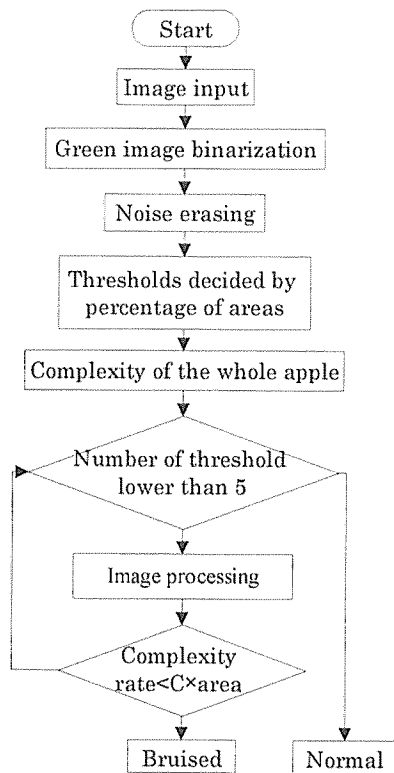 Start
Image input
Green image binarization
Noise erasing
Thresholds decided by
percentage of areas
Complexity of the whole apple
Number of threshold
lower than 5
Image processing
Complexity
rate<C×area
Bruised
Normal